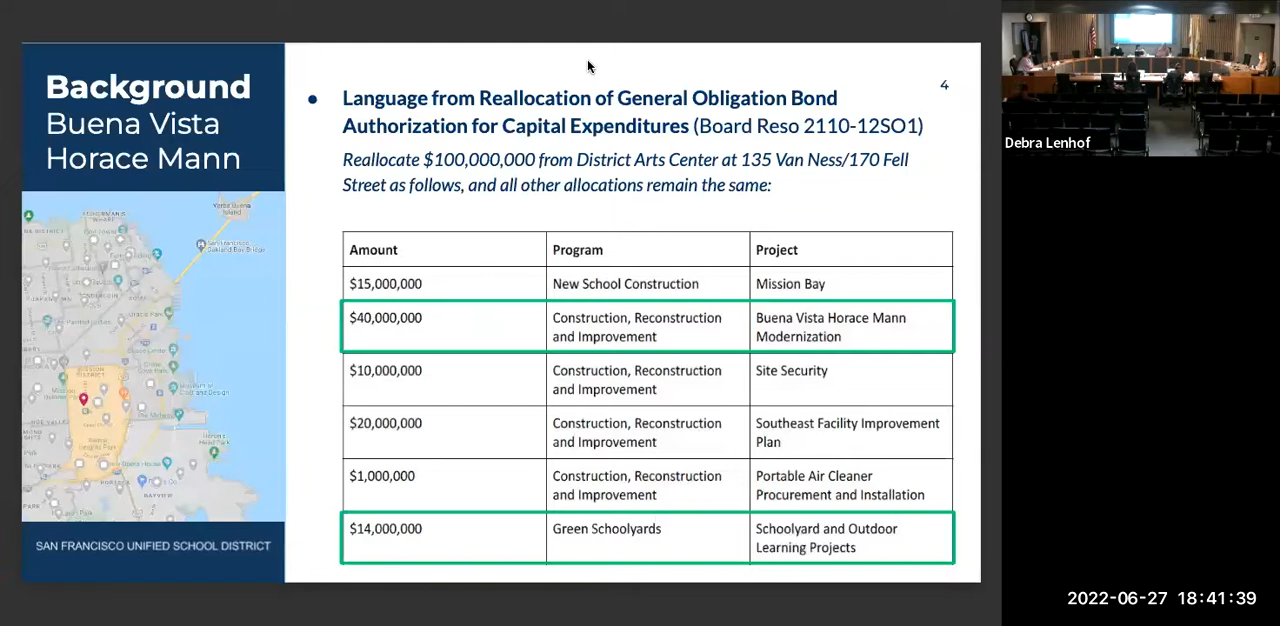 Background
Buena Vista
Horace Mann
SAN FRANCISCO UNIFIED SCHOOL DISTRICT
4
• Language from Reallocation of General Obligation Bond
Authorization for Capital Expenditures (Board Reso 2110-12SO1)
Reallocate $100,000,000 from District Arts Center at 135 Van Ness/170 Fell
Street as follows, and all other allocations remain the same:
Amount Program Project
$15,000,000 New School Construction Mission Bay
$40,000,000 Construction, Reconstruction Buena Vista Horace Mann
and Improvement Modernization
$10,000,000 Construction, Reconstruction Site Security
and Improvement
$20,000,000 Construction, Reconstruction Southeast Facility Improvement
and Improvement Plan
$1,000,000 Construction, Reconstruction Portable Air Cleaner
and Improvement Procurement and Installation
$14,000,000 Green Schoolyards Schoolyard and Outdoor
Learning Projects
Debra Lenhof
2022-06-27 18:41:39